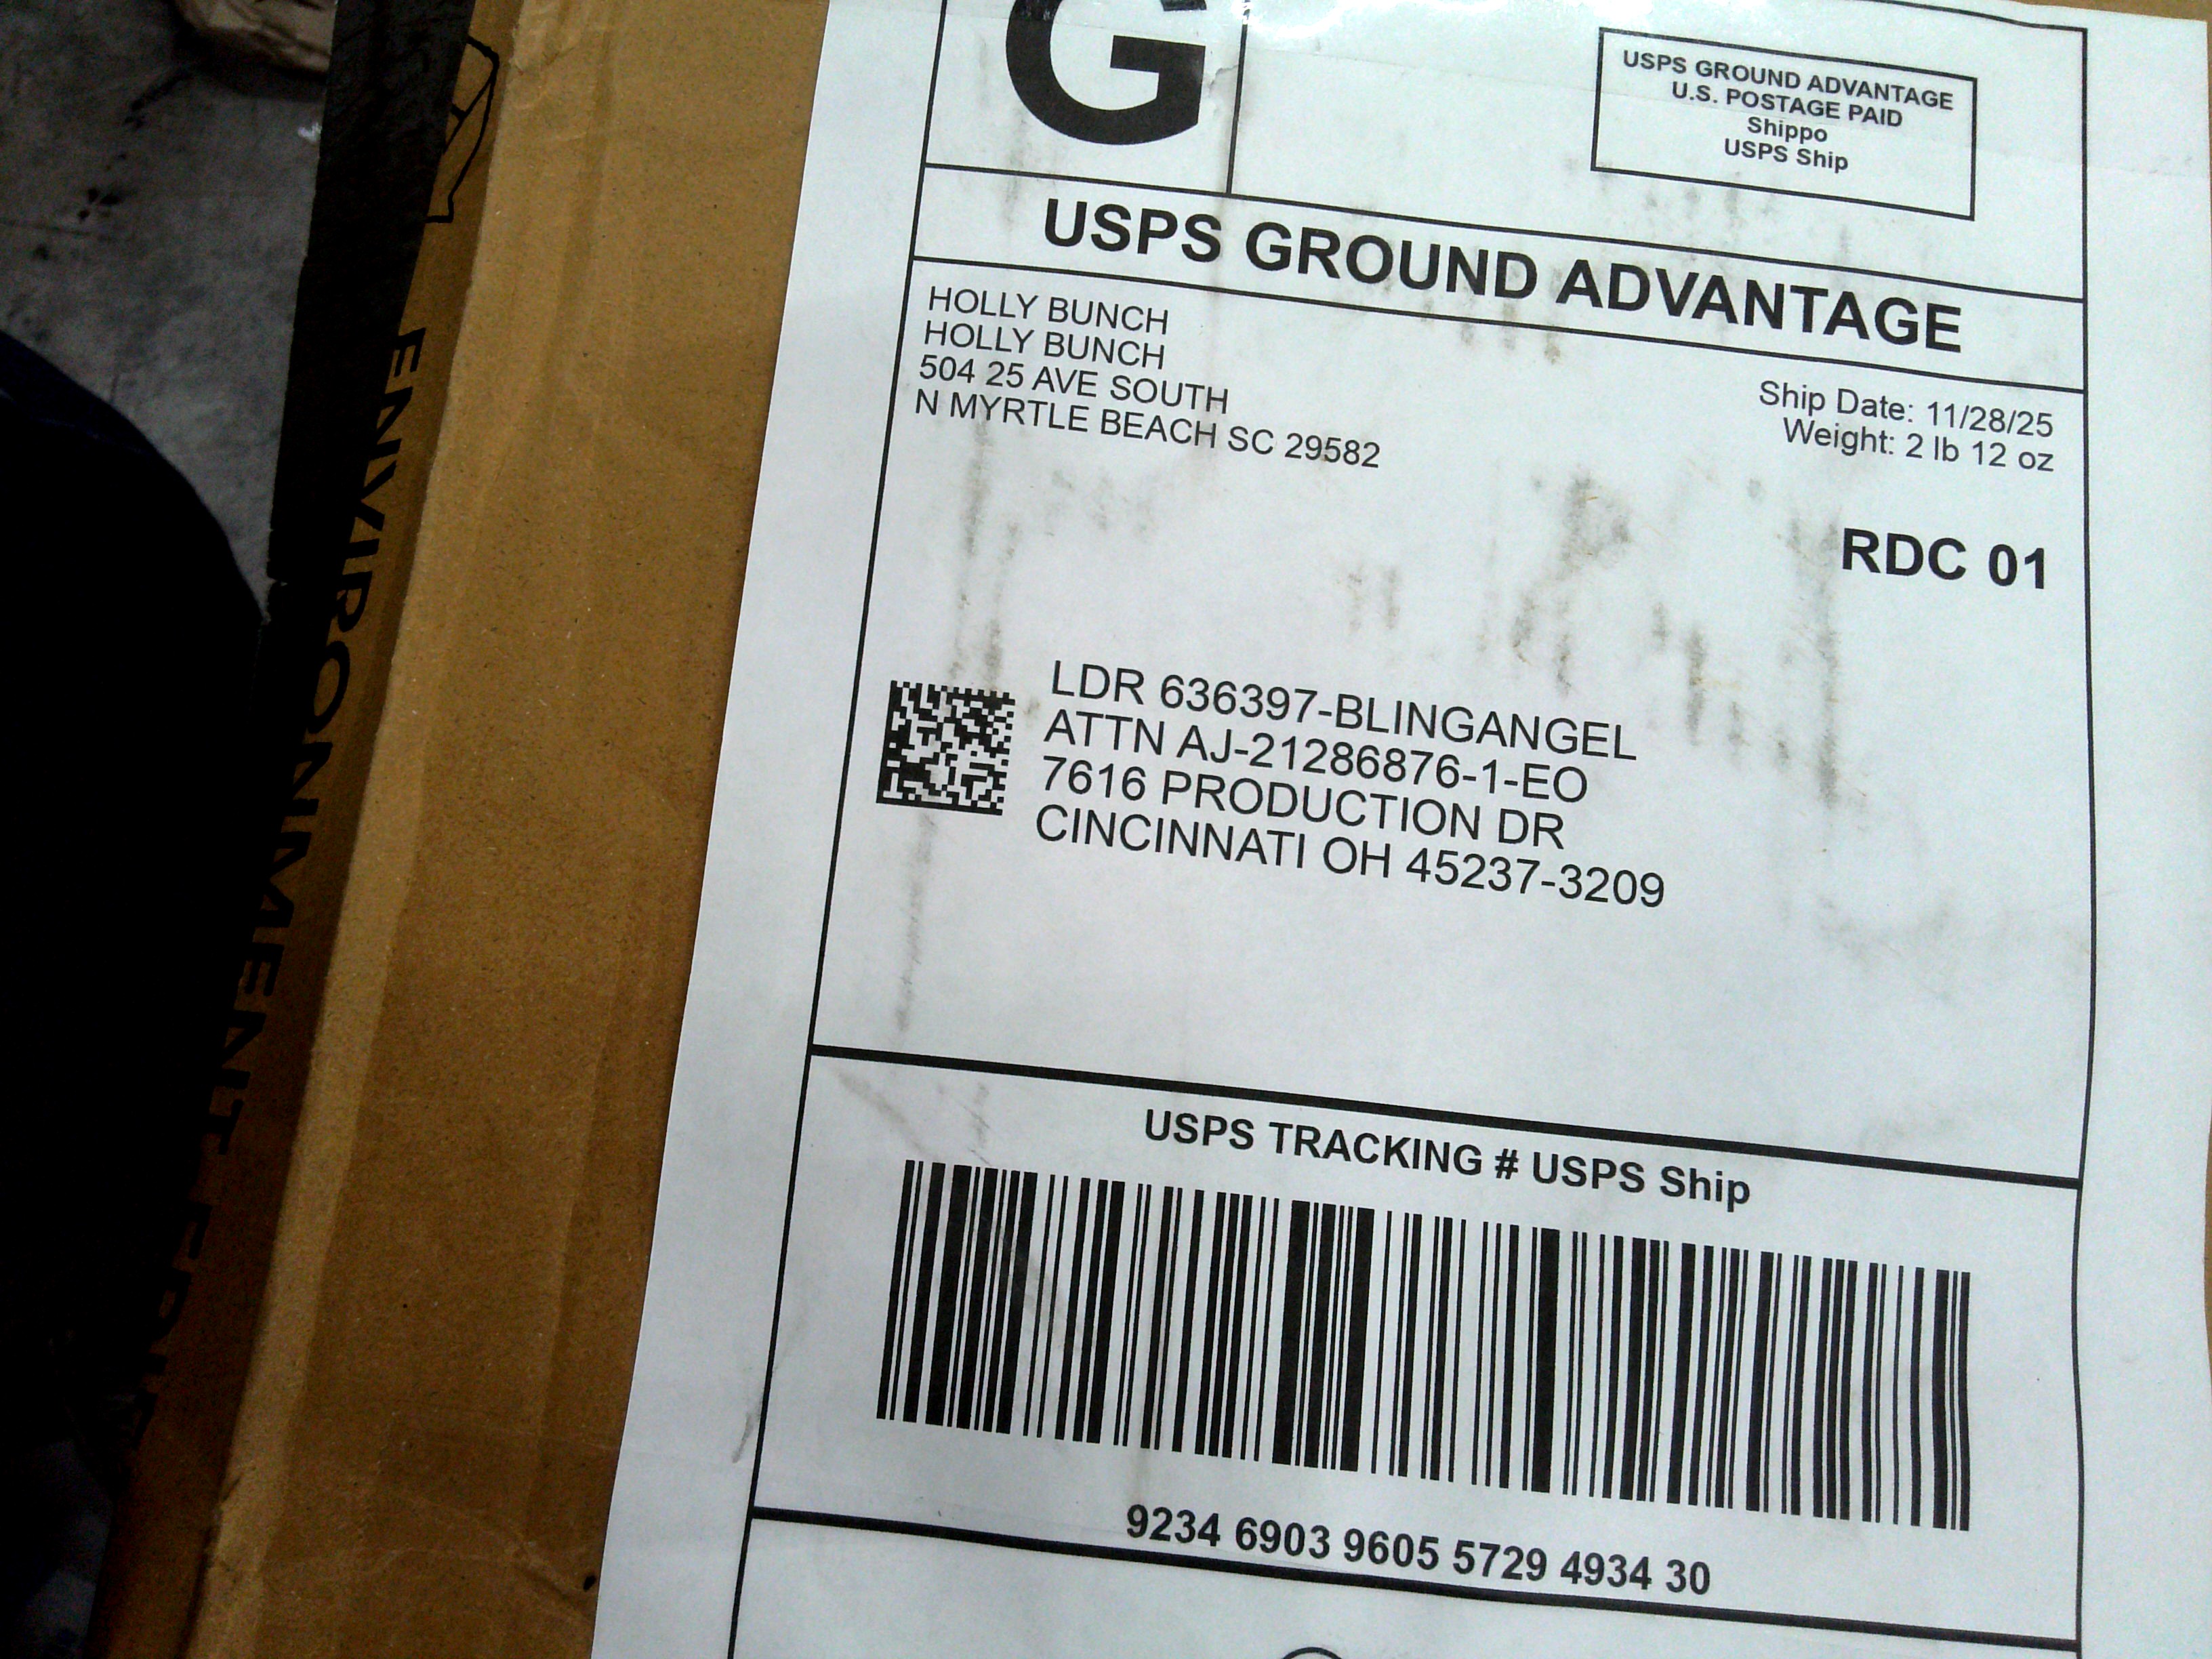 G
USPS GROUND ADVANTAGE
U.S. POSTAGE PAID
Shippo
USPS Ship
USPS GROUND ADVANTAGE
HOLLY BUNCH
HOLLY BUNCH
504 25 AVE SOUTH
N MYRTLE BEACH SC 29582
Ship Date: 11/28/25
Weight: 2 lb 12 oz
RDC 01
LDR 636397-BLINGANGEL
ATTN AJ-21286876-1-EO
7616 PRODUCTION DR
CINCINNATI OH 45237-3209
USPS TRACKING # USPS Ship
9234 6903 9605 5729 4934 30
ENVIRONMENT